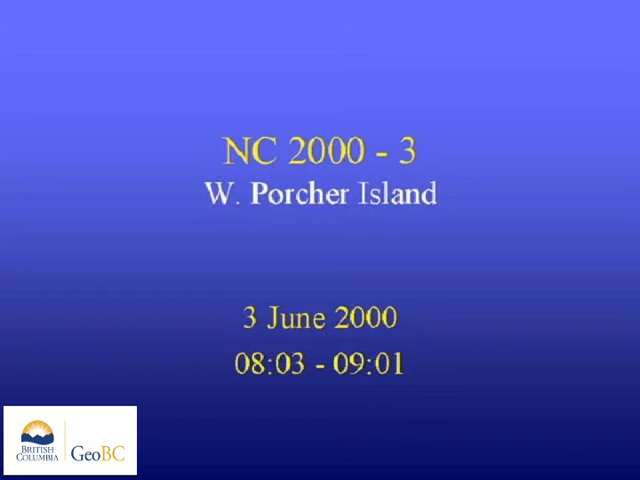 NC 2000 - 3
W. Porcher Island
3 June 2000
08:03 - 09:01
BRITISH
COLUMBIA
GeoBC